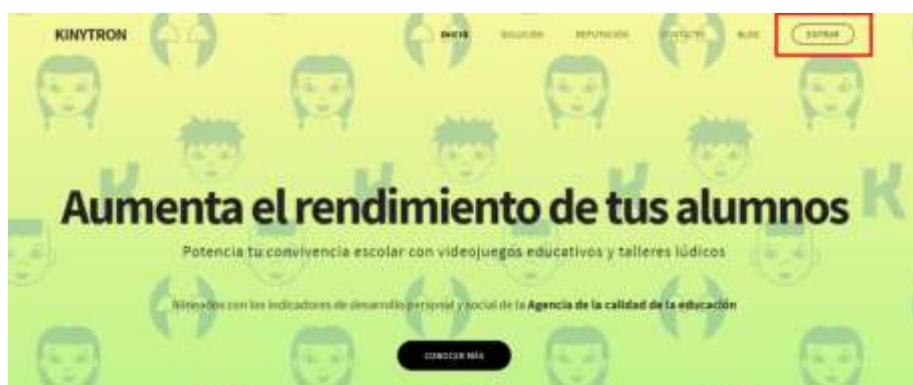 KINYTRON
INICIO SOLUCIÓN REPUTACIÓN CONTACTO BLOG ENTRAR
Aumenta el rendimiento de tus alumnos
Potencia tu convivencia escolar con videojuegos educativos y talleres lúdicos
Alineados con los indicadores de desarrollo personal y social de la Agencia de la calidad de la educación
CONOCER MÁS